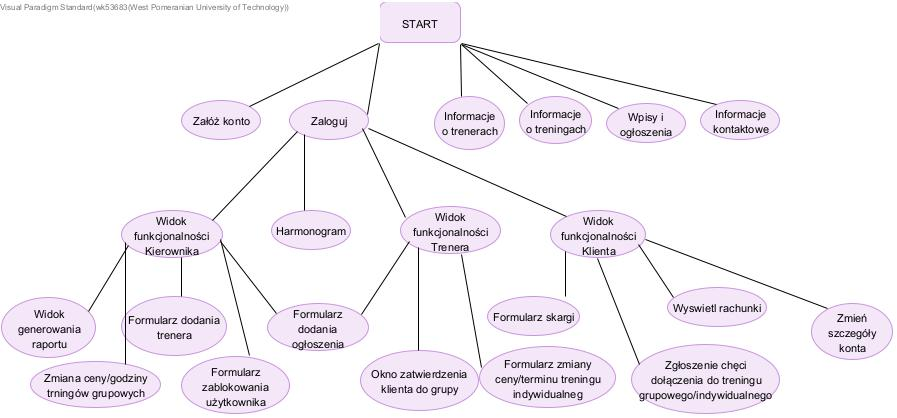 Visual Paradigm Standard(wk53683(West Pomeranian University of Technology))
START
Załóż konto
Zaloguj
Informacje
o trenerach
Informacje
o treningach
Wpisy i
ogłoszenia
Informacje
kontaktowe
Widok
funkcjonalności
Kierownika
Harmonogram
Widok
funkcjonalności
Trenera
Widok
funkcjonalności
Klienta
Widok
generowania
raportu
Formularz dodania
trenera
Formularz
dodania
ogłoszenia
Formularz skargi
Wyswietl rachunki
Zmień
szczegóły
konta
Zmiana ceny/godziny
trningów grupowych
Formularz
zablokowania
użytkownika
Okno zatwierdzenia
klienta do grupy
Formularz zmiany
ceny/terminu treningu
indywidualneg
Zgłoszenie chęci
dołączenia do treningu
grupowego/indywidualnego